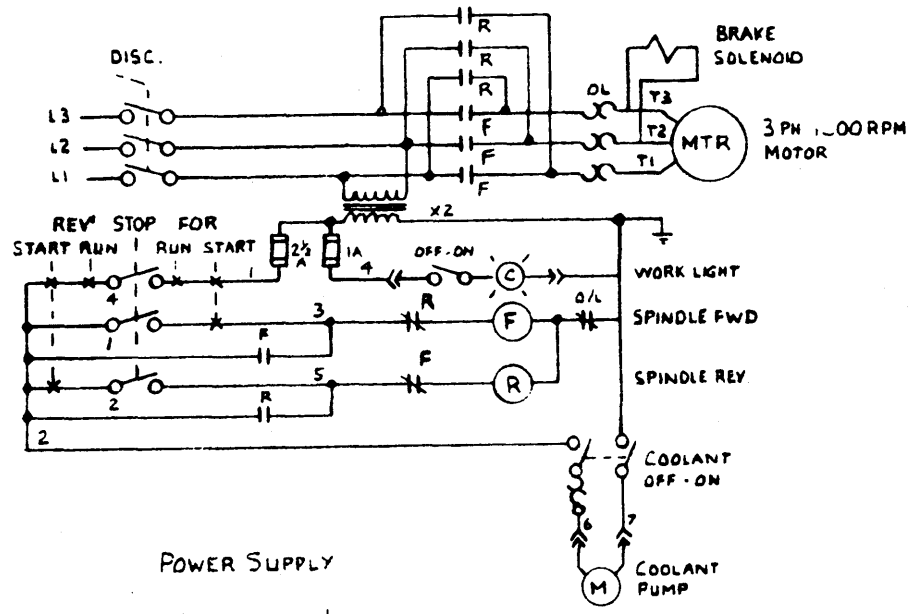 BRAKE
SOLENOID
DISC.
R
R
R
OL
L3
T3
F
L2
T2
MTR
3 PH
RPM
MOTOR
F
L1
T1
F
X2
REV STOP FOR
START RUN RUN START
2½ A
1A
OFF-ON
4
1
C
WORK LIGHT
4
3
R
O/L
F
SPINDLE FWD
1
F
5
F
R
SPINDLE REV
2
R
2
COOLANT
OFF-ON
6
7
POWER SUPPLY
M
COOLANT
PUMP